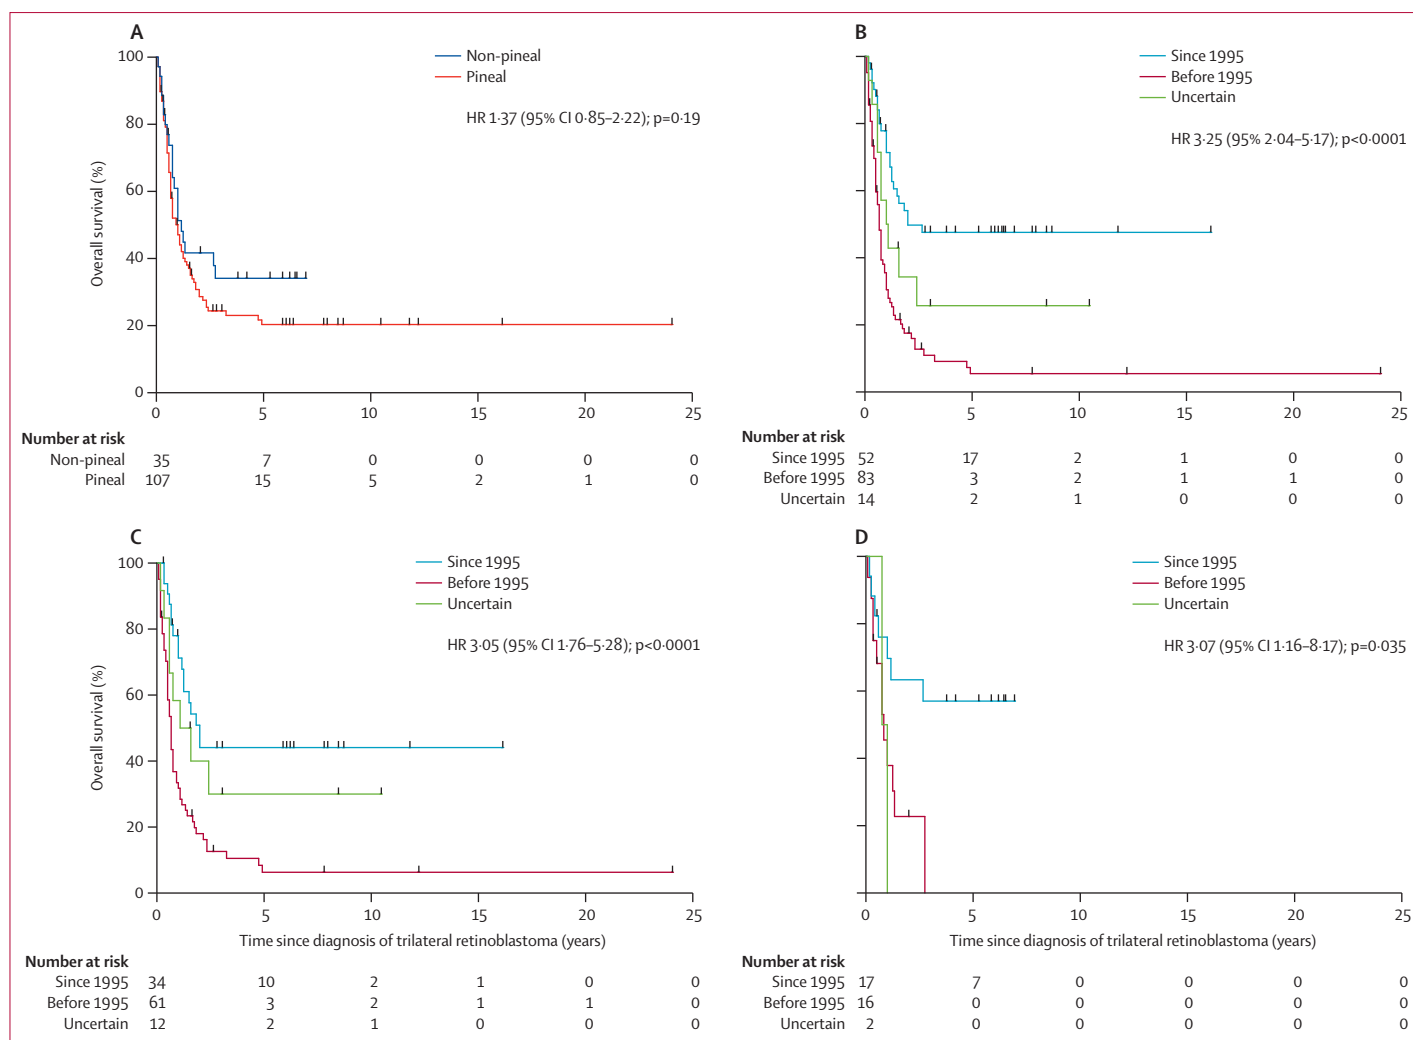 A
100
80
60
40
20
0
Overall survival (%)
Non-pineal
Pineal
HR 1·37 (95% CI 0·85–2·22); p=0·19
0 5 10 15 20 25
Number at risk
Non-pineal 35 7 0 0 0 0
Pineal 107 15 5 2 1 0
B
Since 1995
Before 1995
Uncertain
HR 3·25 (95% 2·04–5·17); p<0·0001
0 5 10 15 20 25
Number at risk
Since 1995 52 17 2 1 0 0
Before 1995 83 3 2 1 1 0
Uncertain 14 2 1 0 0 0
C
100
80
60
40
20
0
Overall survival (%)
Since 1995
Before 1995
Uncertain
HR 3·05 (95% CI 1·76–5·28); p<0·0001
0 5 10 15 20 25
Time since diagnosis of trilateral retinoblastoma (years)
Number at risk
Since 1995 34 10 2 1 0 0
Before 1995 61 3 2 1 1 0
Uncertain 12 2 1 0 0 0
D
Since 1995
Before 1995
Uncertain
HR 3·07 (95% CI 1·16–8·17); p=0·035
0 5 10 15 20 25
Time since diagnosis of trilateral retinoblastoma (years)
Number at risk
Since 1995 17 7 0 0 0 0
Before 1995 16 0 0 0 0 0
Uncertain 2 0 0 0 0 0